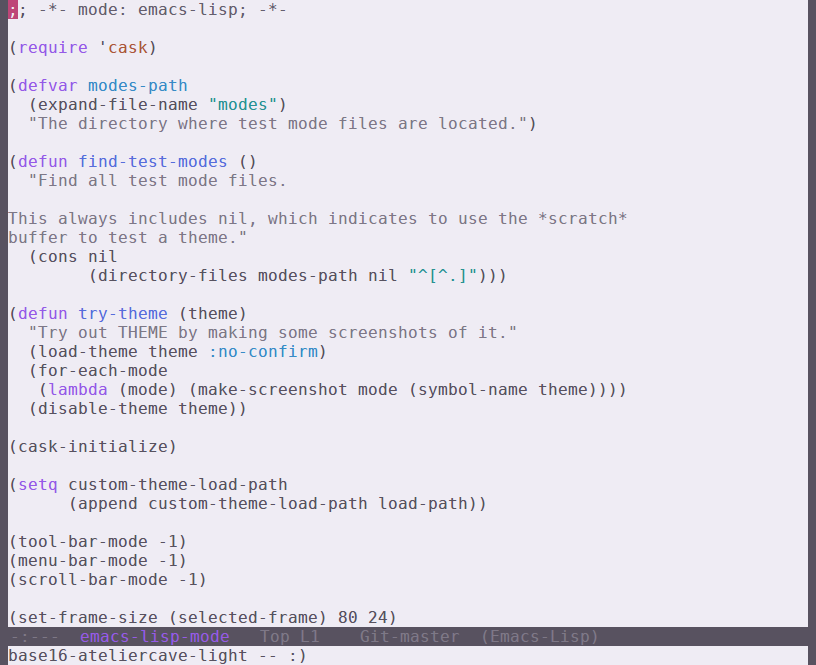 ;; -*- mode: emacs-lisp; -*-

(require 'cask)

(defvar modes-path
  (expand-file-name "modes")
  "The directory where test mode files are located.")

(defun find-test-modes ()
  "Find all test mode files.

This always includes nil, which indicates to use the *scratch*
buffer to test a theme."
  (cons nil
        (directory-files modes-path nil "^[^.]")))

(defun try-theme (theme)
  "Try out THEME by making some screenshots of it."
  (load-theme theme :no-confirm)
  (for-each-mode
   (lambda (mode) (make-screenshot mode (symbol-name theme))))
  (disable-theme theme))

(cask-initialize)

(setq custom-theme-load-path
      (append custom-theme-load-path load-path))

(tool-bar-mode -1)
(menu-bar-mode -1)
(scroll-bar-mode -1)

(set-frame-size (selected-frame) 80 24)
-:---  emacs-lisp-mode   Top L1    Git-master  (Emacs-Lisp)
base16-ateliercave-light -- :)